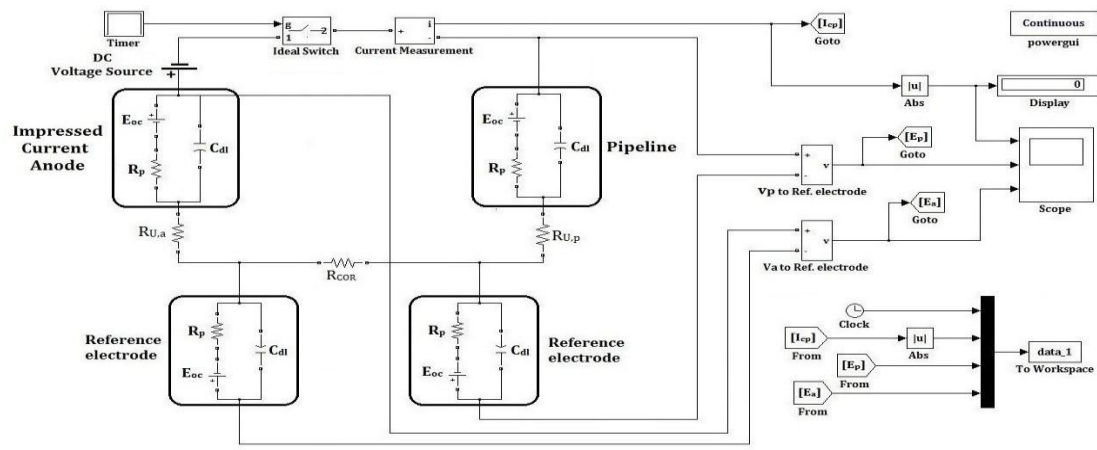 Timer
g
1
2
Ideal Switch
+
-
i
Current Measurement
[Icp]
Goto
Continuous
powergui
DC
Voltage Source
+
|u|
Abs
0
Display
Impressed
Current
Anode
Eoc
+
Rp
Cdl
Eoc
+
Rp
Cdl
Pipeline
[Ep]
Goto
+
-
v
Vp to Ref. electrode
Scope
[Ea]
Goto
RU,a
RU,p
+
-
v
Va to Ref. electrode
RCOR
Reference
electrode
Rp
Cdl
Eoc
+
Rp
Cdl
Eoc
+
Reference
electrode
Clock
[Icp]
From
|u|
Abs
[Ep]
From
[Ea]
From
data_1
To Workspace